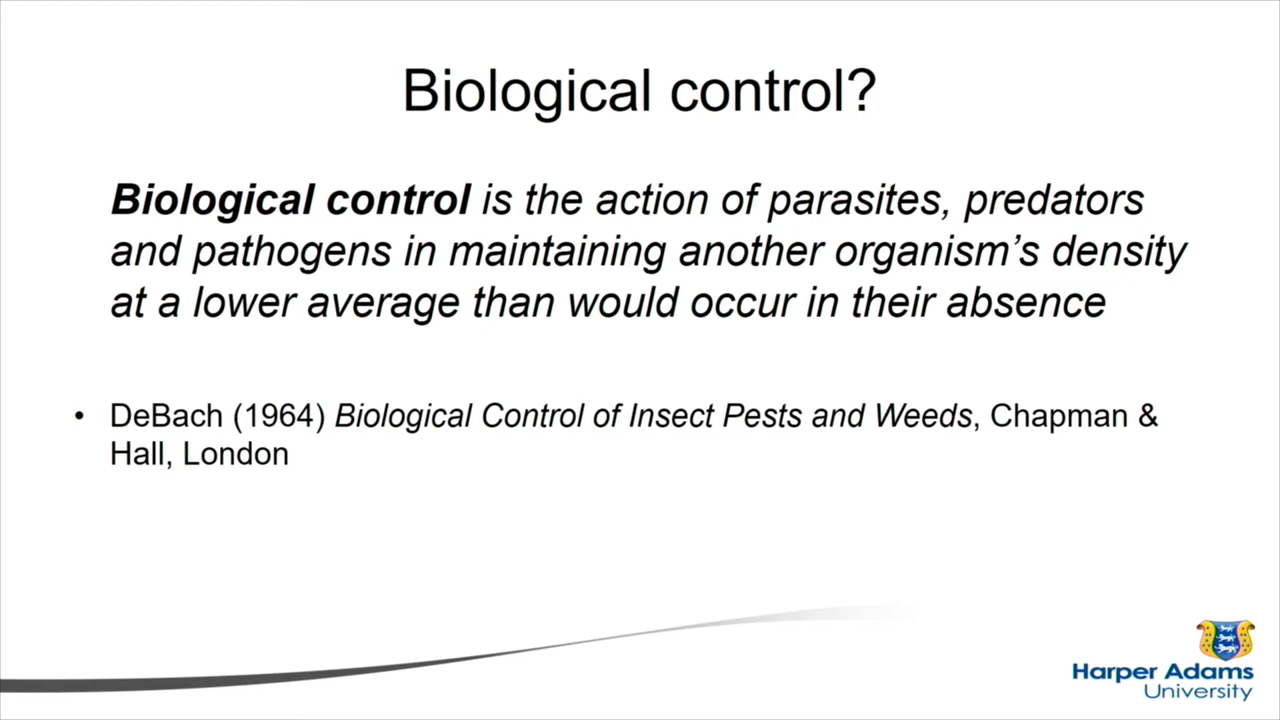 Biological control?
Biological control is the action of parasites, predators
and pathogens in maintaining another organism’s density
at a lower average than would occur in their absence
• DeBach (1964) Biological Control of Insect Pests and Weeds, Chapman &
Hall, London
Harper Adams
University